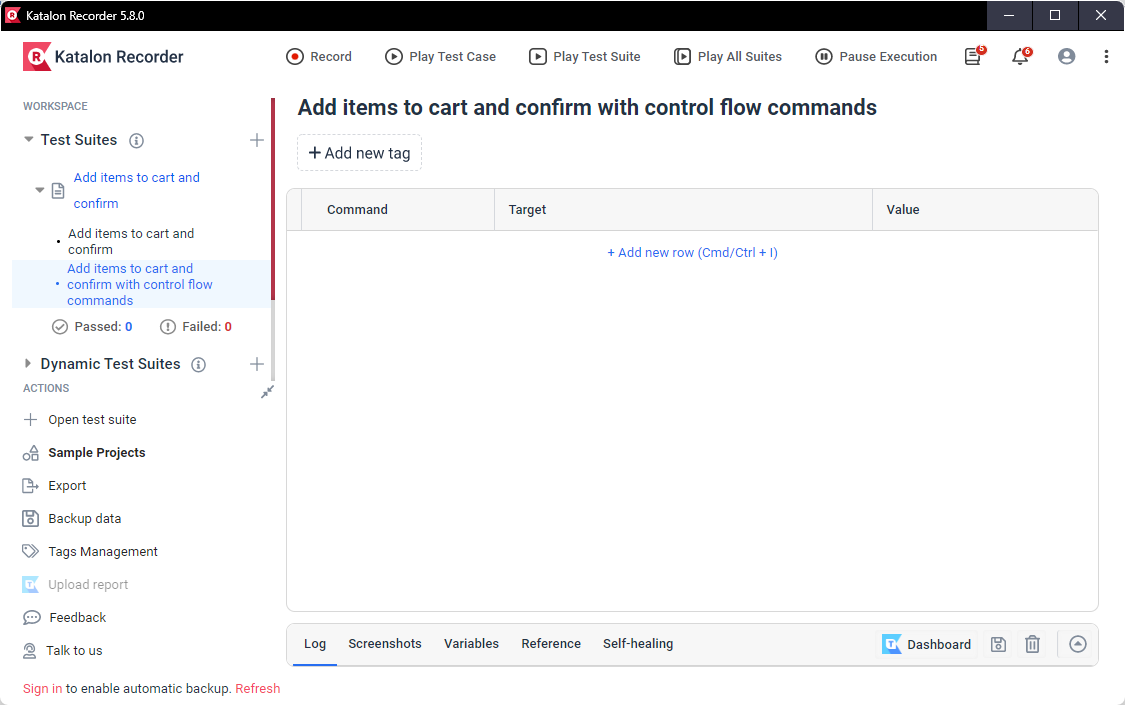 Katalon Recorder 5.8.0
Katalon Recorder
Record
Play Test Case
Play Test Suite
Play All Suites
Pause Execution
5
6
WORKSPACE
Test Suites
Add items to cart and
confirm
Add items to cart and
confirm
Add items to cart and
confirm with control flow
commands
Passed: 0
Failed: 0
Dynamic Test Suites
ACTIONS
Open test suite
Sample Projects
Export
Backup data
Tags Management
Upload report
Feedback
Talk to us
Sign in to enable automatic backup. Refresh
Add items to cart and confirm with control flow commands
+ Add new tag
Command
Target
Value
+ Add new row (Cmd/Ctrl + I)
Log
Screenshots
Variables
Reference
Self-healing
Dashboard